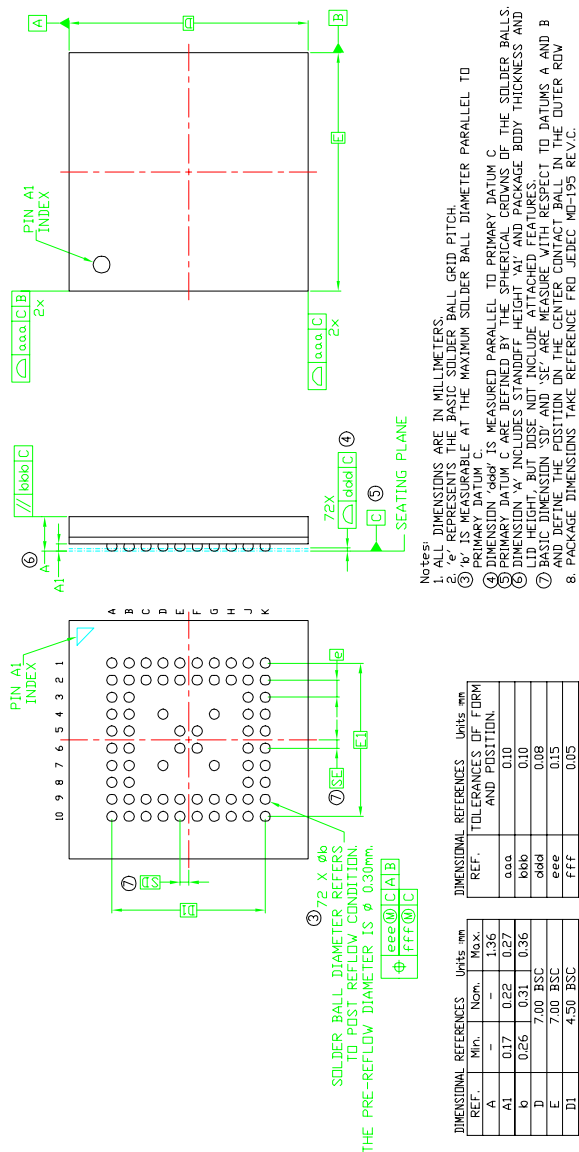 PIN A1
INDEX
10 9 8 7 6 5 4 3 2 1
A
B
C
D
E
F
G
H
J
K
⑦
SD
D1
e
E1
⑦ SE
③ 72 X Øb
SOLDER BALL DIAMETER REFERS
TO POST REFLOW CONDITION.
THE PRE-REFLOW DIAMETER IS Ø 0.30mm.
⌖ eee Ⓜ C A B
fff Ⓜ C
⑥
A
A1
// bbb C
72X
⌓ ddd C ④
C ⑤
SEATING PLANE
⌓ aaa C B
2x
PIN A1
INDEX
A
D
B
E
⌓ aaa C
2x
DIMENSIONAL REFERENCES Units mm
REF. Min. Nom. Max.
A - - 1.36
A1 0.17 0.22 0.27
b 0.26 0.31 0.36
D 7.00 BSC
E 7.00 BSC
D1 4.50 BSC
DIMENSIONAL REFERENCES Units mm
REF. TOLERANCES OF FORM
AND POSITION.
aaa 0.10
bbb 0.10
ddd 0.08
eee 0.15
fff 0.05
Notes:
1. ALL DIMENSIONS ARE IN MILLIMETERS.
2. 'e' REPRESENTS THE BASIC SOLDER BALL GRID PITCH.
③ 'b' IS MEASURABLE AT THE MAXIMUM SOLDER BALL DIAMETER PARALLEL TO
PRIMARY DATUM C.
④ DIMENSION 'ddd' IS MEASURED PARALLEL TO PRIMARY DATUM C
⑤ PRIMARY DATUM C ARE DEFINED BY THE SPHERICAL CROWNS OF THE SOLDER BALLS.
⑥ DIMENSION 'A' INCLUDES STANDOFF HEIGHT 'A1' AND PACKAGE BODY THICKNESS AND
LID HEIGHT, BUT DOSE NOT INCLUDE ATTACHED FEATURES.
⑦ BASIC DIMENSION 'SD' AND 'SE' ARE MEASURE WITH RESPECT TO DATUMS A AND B
AND DEFINE THE POSITION ON THE CENTER CONTACT BALL IN THE OUTER ROW
8. PACKAGE DIMENSIONS TAKE REFERENCE FRO JEDEC MO-195 REV.C.